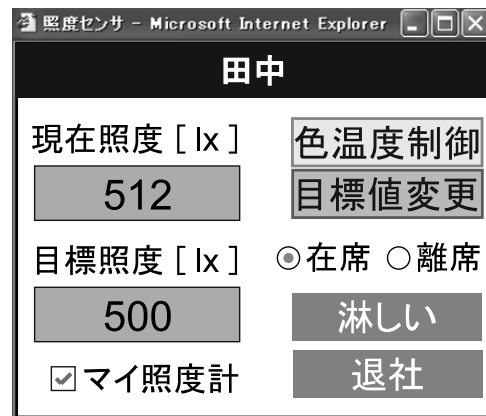 照度センサ - Microsoft Internet Explorer
田中
現在照度 [ lx ]
512
目標照度 [ lx ]
500
マイ照度計
色温度制御
目標値変更
在席 離席
淋しい
退社